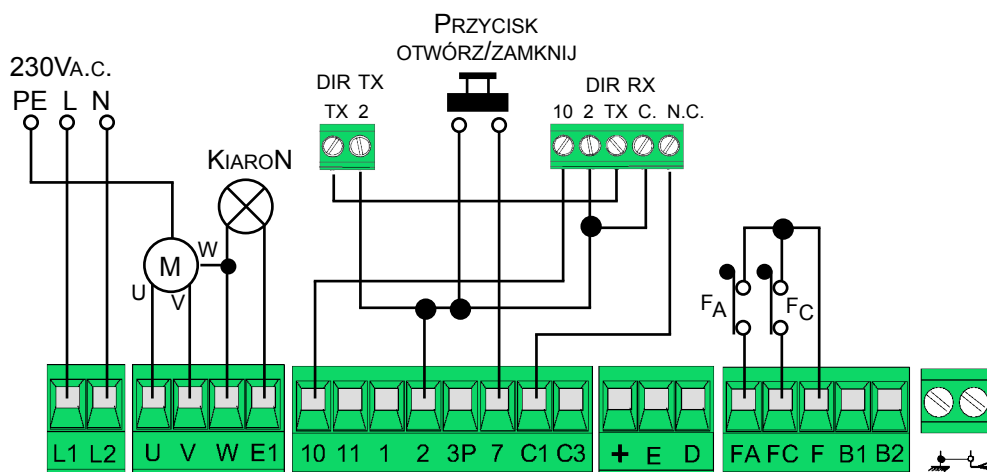 PRZYCISK
OTWÓRZ/ZAMKNIJ
230VA.C.
PE L N
DIR TX
TX 2
DIR RX
10 2 TX C. N.C.
KIARON
M
U
V
W
FA
FC
L1 L2
U V W E1
10 11 1 2 3P 7 C1 C3
+ E D
FA FC F B1 B2